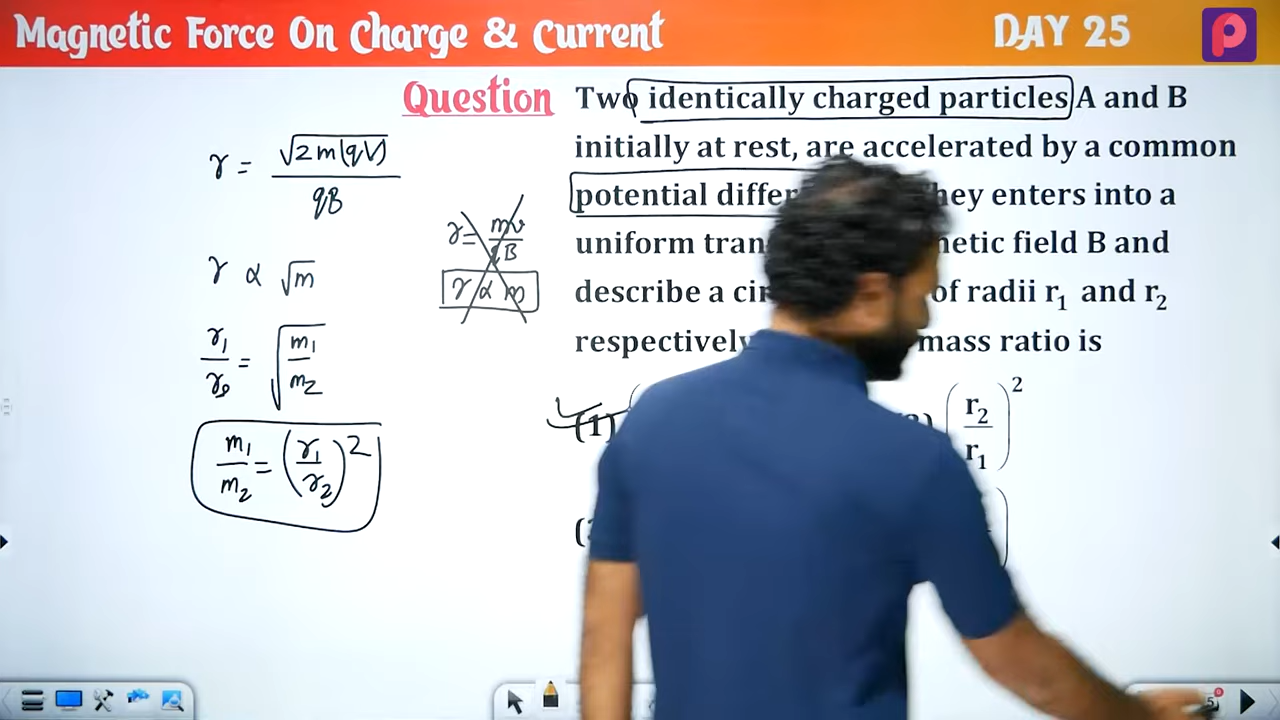 Magnetic Force On Charge & Current
DAY 25
Question
Two identically charged particles A and B
initially at rest, are accelerated by a common
potential differ hey enters into a
uniform tran netic field B and
describe a cir of radii r₁ and r₂
respectively mass ratio is
(1)
(r₂/r₁)²
r = √2m(qV) / qB
r ∝ √m
r₁/r₂ = √(m₁/m₂)
m₁/m₂ = (r₁/r₂)²
r = mv/qB
r ∝ m